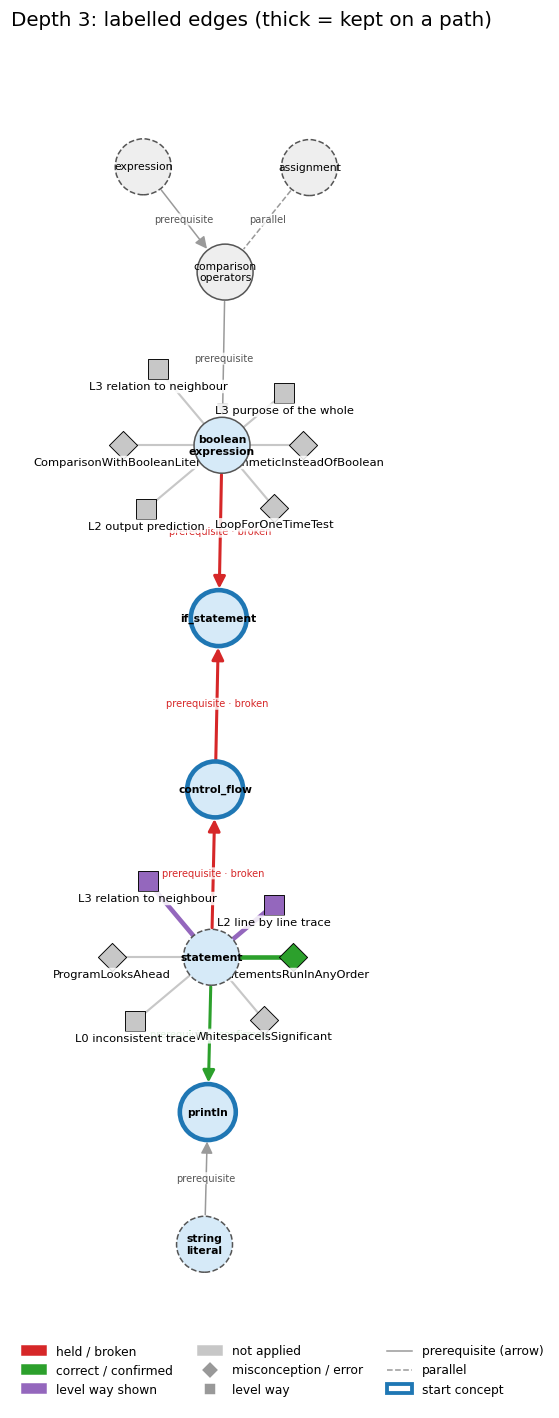 Depth 3: labelled edges (thick = kept on a path)
expression
assignment
prerequisite
parallel
comparison
operators
prerequisite
L3 relation to neighbour
L3 purpose of the whole
boolean
expression
ComparisonWithBooleanLiter
hmeticInsteadOfBoolean
L2 output prediction
LoopForOneTimeTest
prerequisite · broken
if_statement
prerequisite · broken
control_flow
prerequisite · broken
L3 relation to neighbour
L2 line by line trace
statement
ProgramLooksAhead
tementsRunInAnyOrder
L0 inconsistent trace
WhitespaceIsSignificant
println
prerequisite
string
literal
held / broken
correct / confirmed
level way shown
not applied
misconception / error
level way
prerequisite (arrow)
parallel
start concept